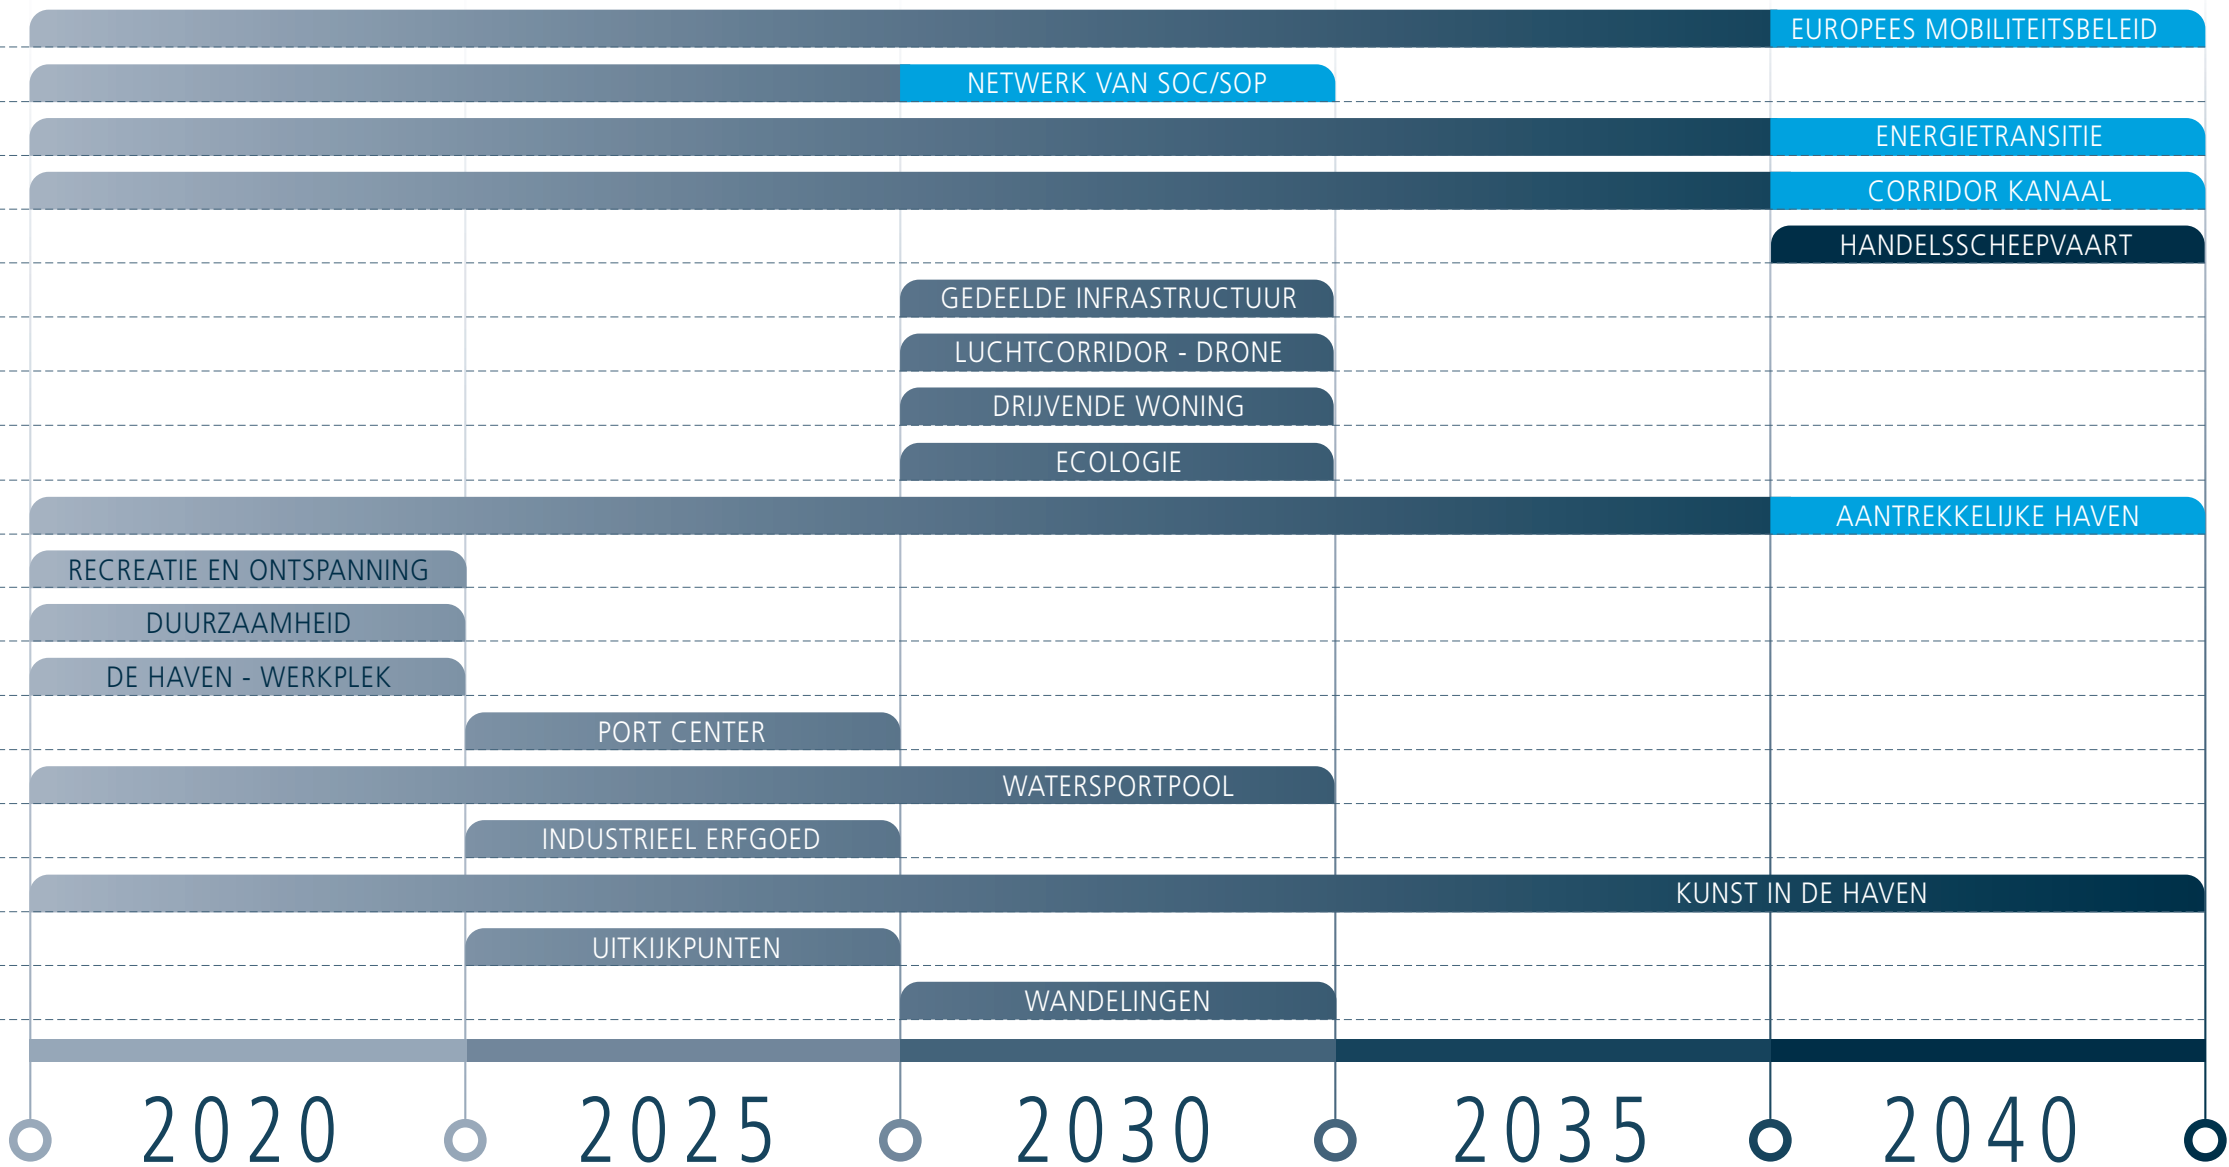 EUROPEES MOBILITEITSBELEID
NETWERK VAN SOC/SOP
ENERGIETRANSITIE
CORRIDOR KANAAL
HANDELSSCHEEPVAART
GEDEELDE INFRASTRUCTUUR
LUCHTCORRIDOR - DRONE
DRIJVENDE WONING
ECOLOGIE
AANTREKKELIJKE HAVEN
RECREATIE EN ONTSPANNING
DUURZAAMHEID
DE HAVEN - WERKPLEK
PORT CENTER
WATERSPORTPOOL
INDUSTRIEEL ERFGOED
KUNST IN DE HAVEN
UITKIJKPUNTEN
WANDELINGEN
2020 2025 2030 2035 2040